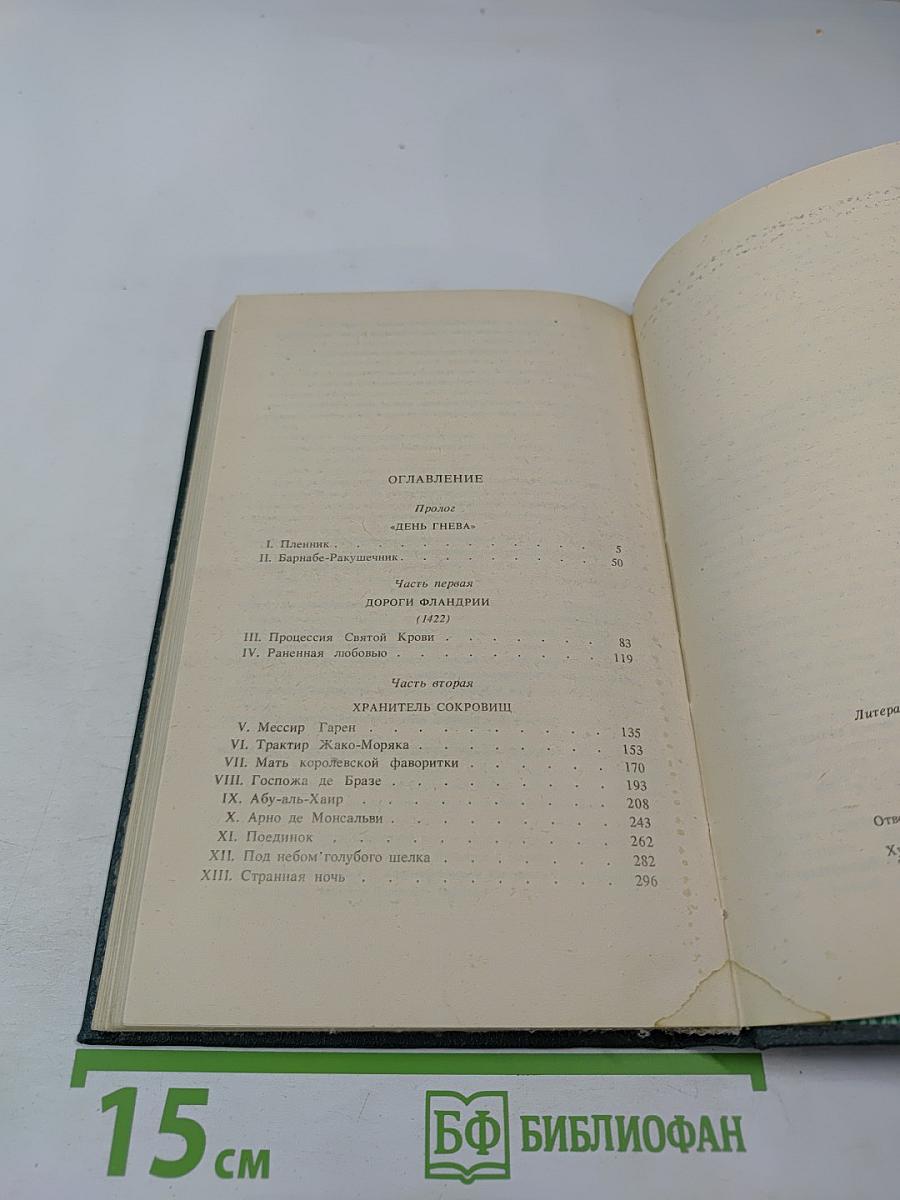 ОГЛАВЛЕНИЕ
Пролог
«ДЕНЬ ГНЕВА»
I. Пленник . . . . . . . . . . . . . 5
II. Барнабе-Ракушечник . . . . . . . . . 50
Часть первая
ДОРОГИ ФЛАНДРИИ
(1422)
III. Процессия Святой Крови . . . . . . . 83
IV. Раненная любовью . . . . . . . . . 119
Часть вторая
ХРАНИТЕЛЬ СОКРОВИЩ
V. Мессир Гарен . . . . . . . . . . 135
VI. Трактир Жако-Моряка . . . . . . . . 153
VII. Мать королевской фаворитки . . . . . . 170
VIII. Госпожа де Бразе . . . . . . . . . 193
IX. Абу-аль-Хаир . . . . . . . . . . 208
X. Арно де Монсальви . . . . . . . . . 243
XI. Поединок . . . . . . . . . . . 262
XII. Под небом голубого шелка . . . . . . 282
XIII. Странная ночь . . . . . . . . . . 296
Литера
Отве
Ху
15 см
БФ БИБЛИОФАН